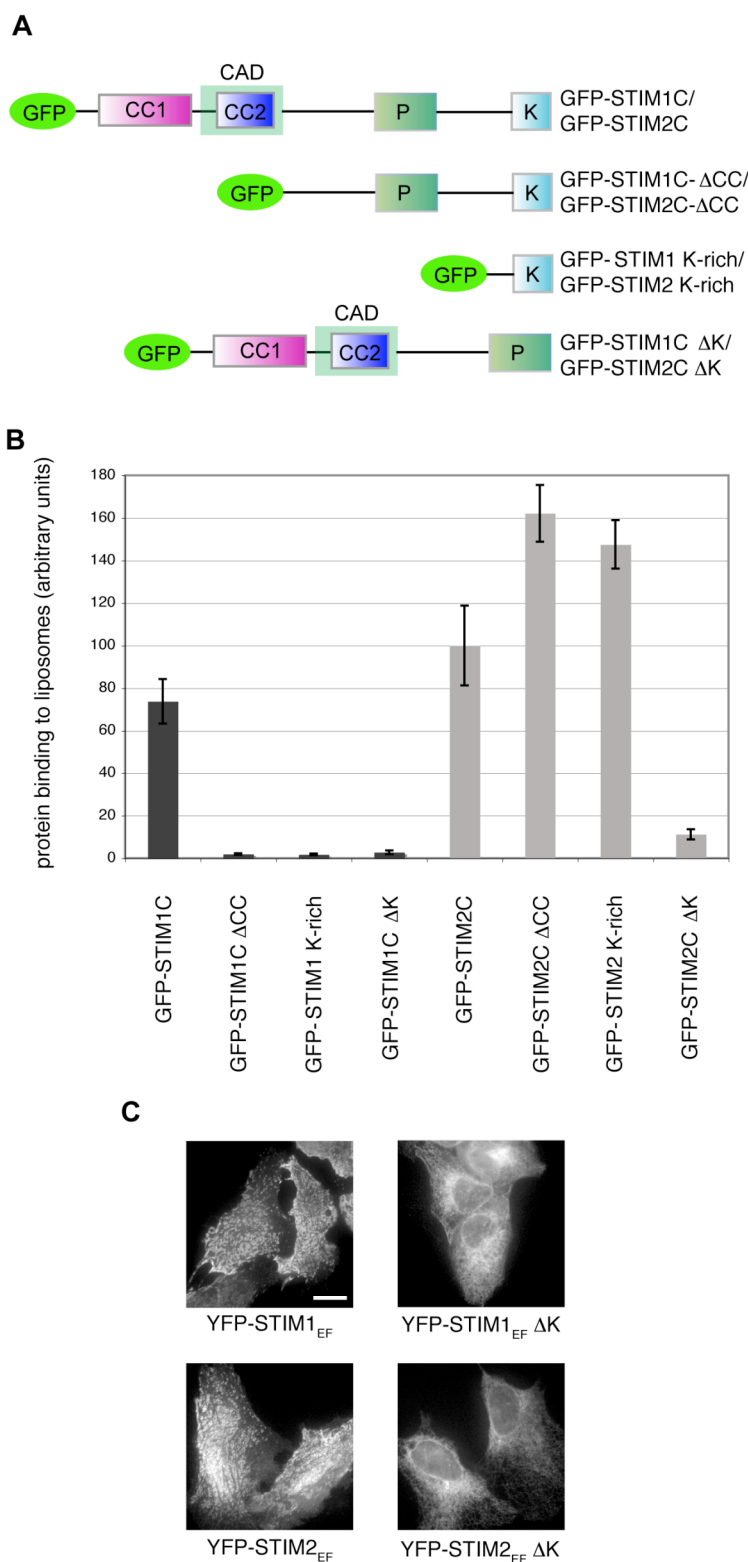 A
CAD
GFP
CC1
CC2
P
K
GFP-STIM1C/
GFP-STIM2C
GFP
P
K
GFP-STIM1C-ΔCC/
GFP-STIM2C-ΔCC
GFP
K
GFP-STIM1 K-rich/
GFP-STIM2 K-rich
CAD
GFP
CC1
CC2
P
GFP-STIM1C ΔK/
GFP-STIM2C ΔK
B
protein binding to liposomes (arbitrary units)
180
160
140
120
100
80
60
40
20
0
GFP-STIM1C
GFP-STIM1C ΔCC
GFP-STIM1 K-rich
GFP-STIM1C ΔK
GFP-STIM2C
GFP-STIM2C ΔCC
GFP-STIM2 K-rich
GFP-STIM2C ΔK
C
YFP-STIM1EF
YFP-STIM1EF ΔK
YFP-STIM2EF
YFP-STIM2EF ΔK